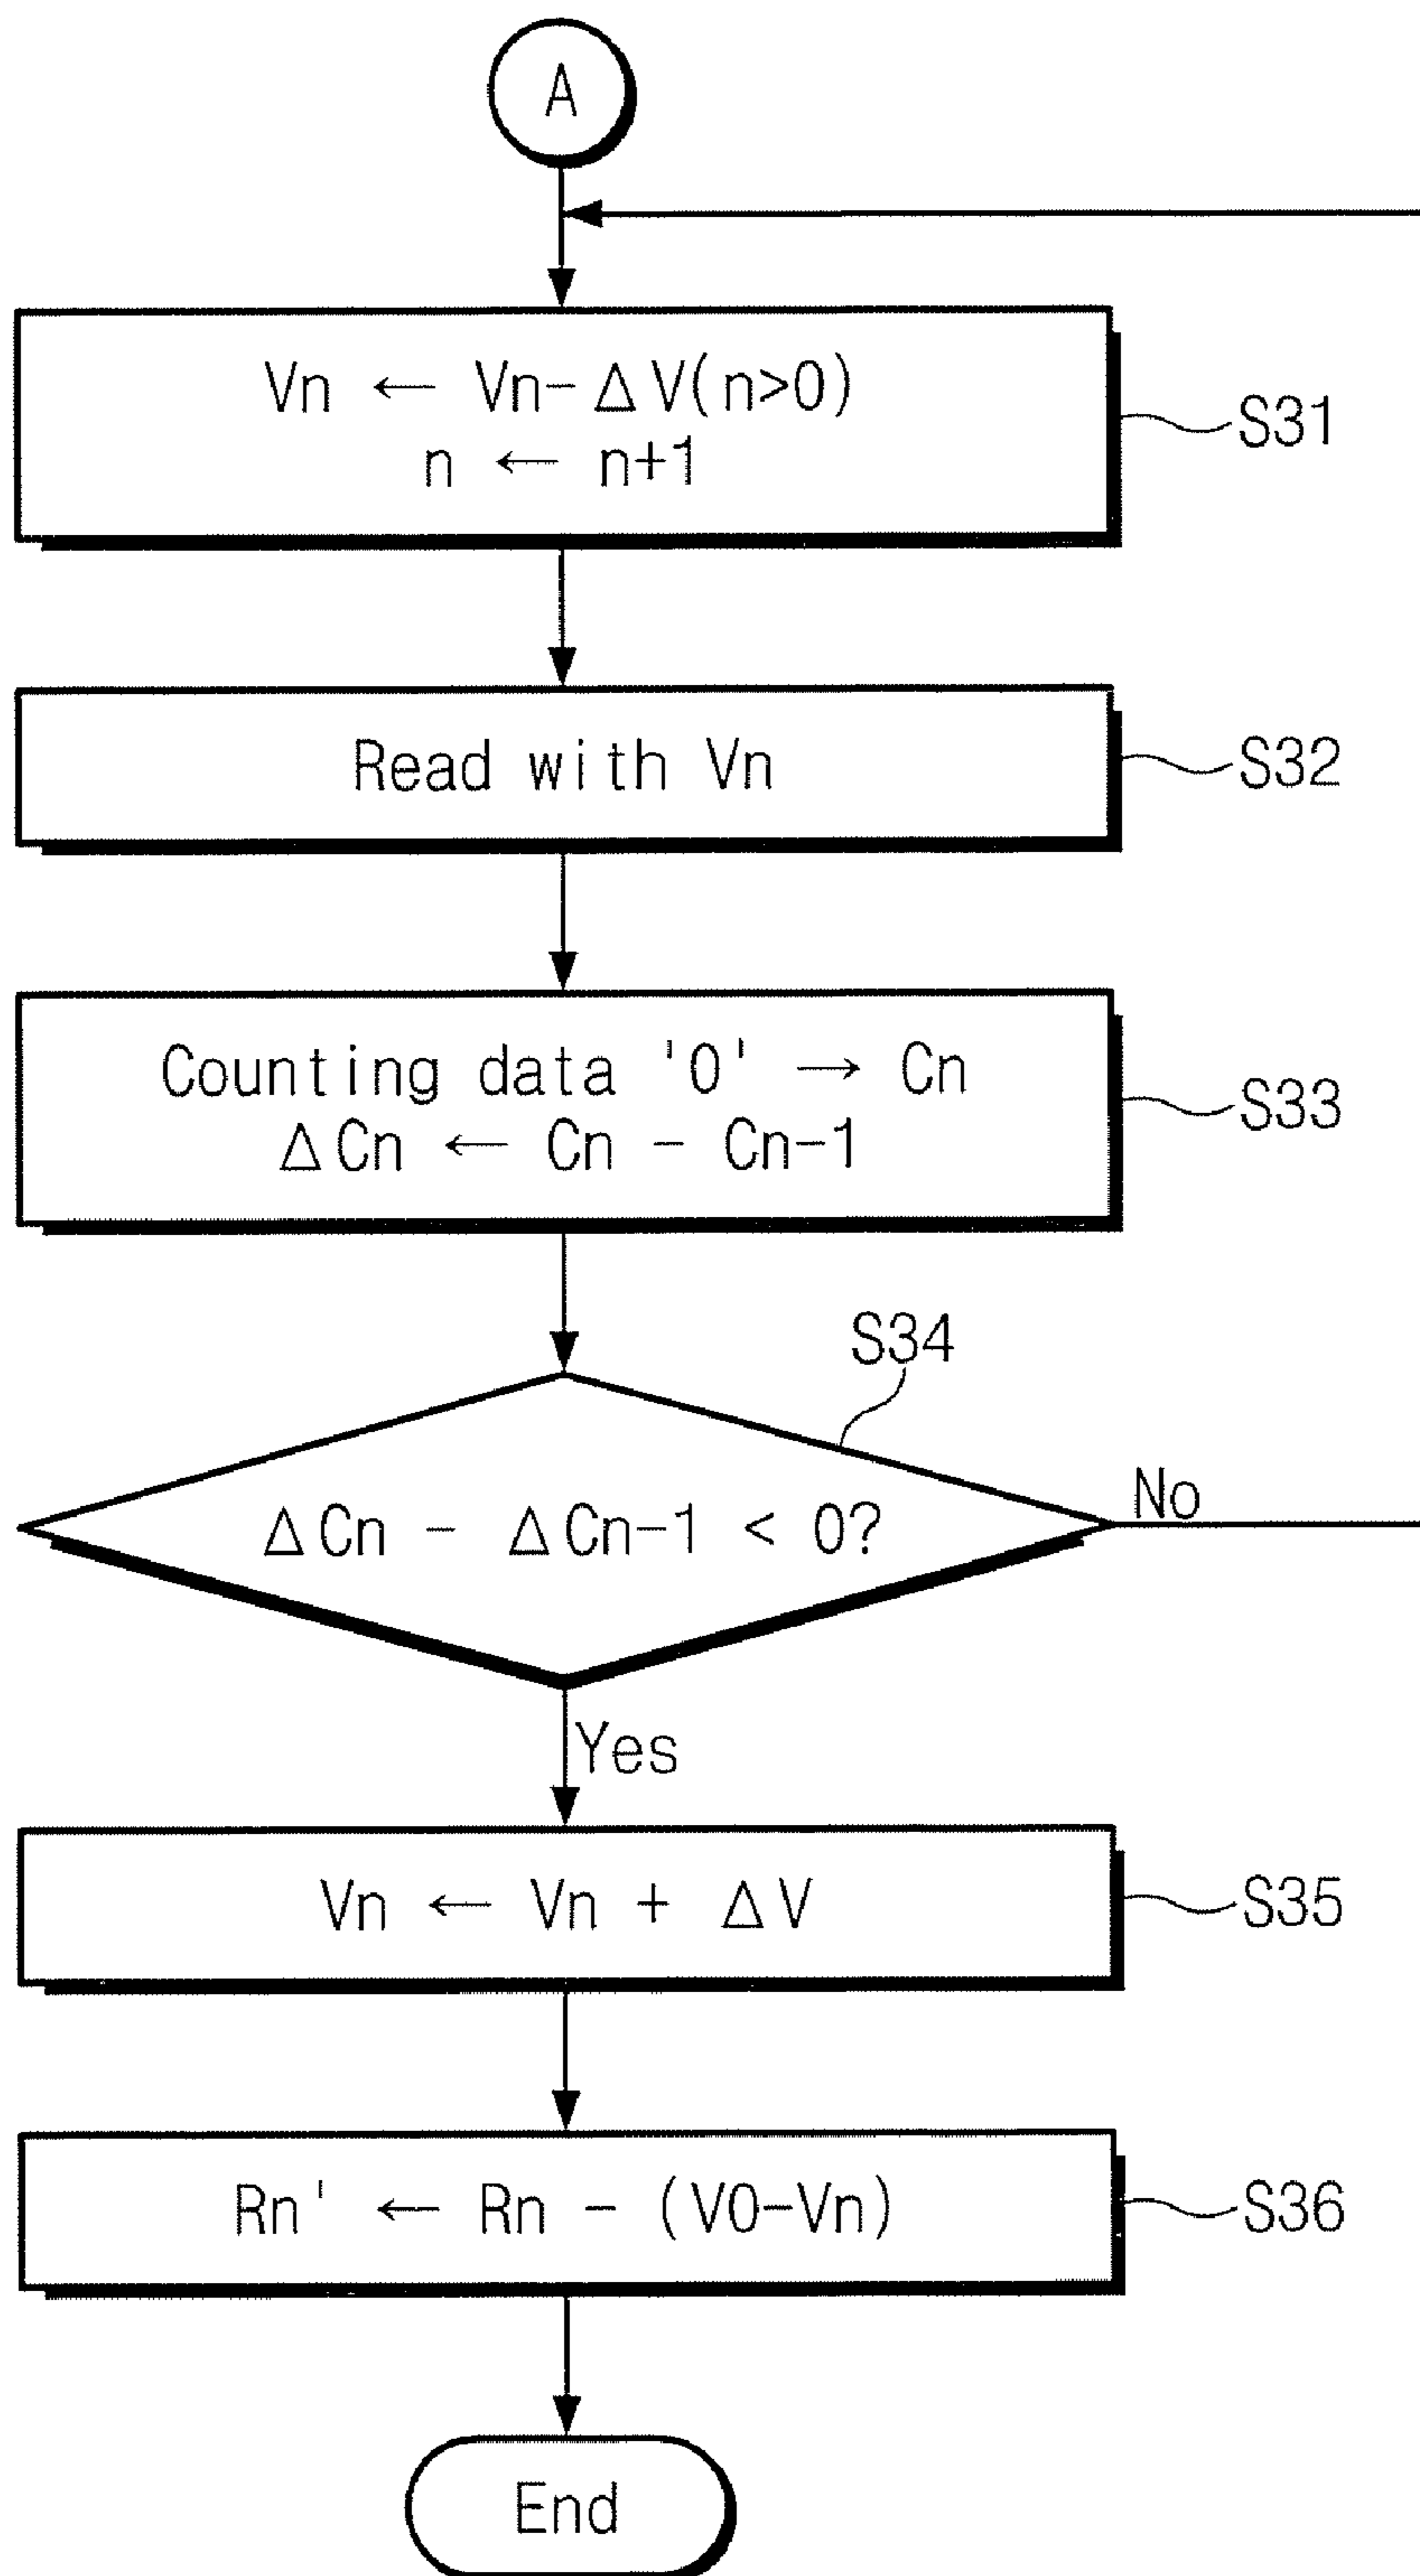 A
Vn ← Vn- ΔV(n>0)
n ← n+1
S31
Read with Vn
S32
Counting data '0' → Cn
ΔCn ← Cn - Cn-1
S33
S34
ΔCn - ΔCn-1 < 0?
No
Yes
Vn ← Vn + ΔV
S35
Rn' ← Rn - (V0-Vn)
S36
End